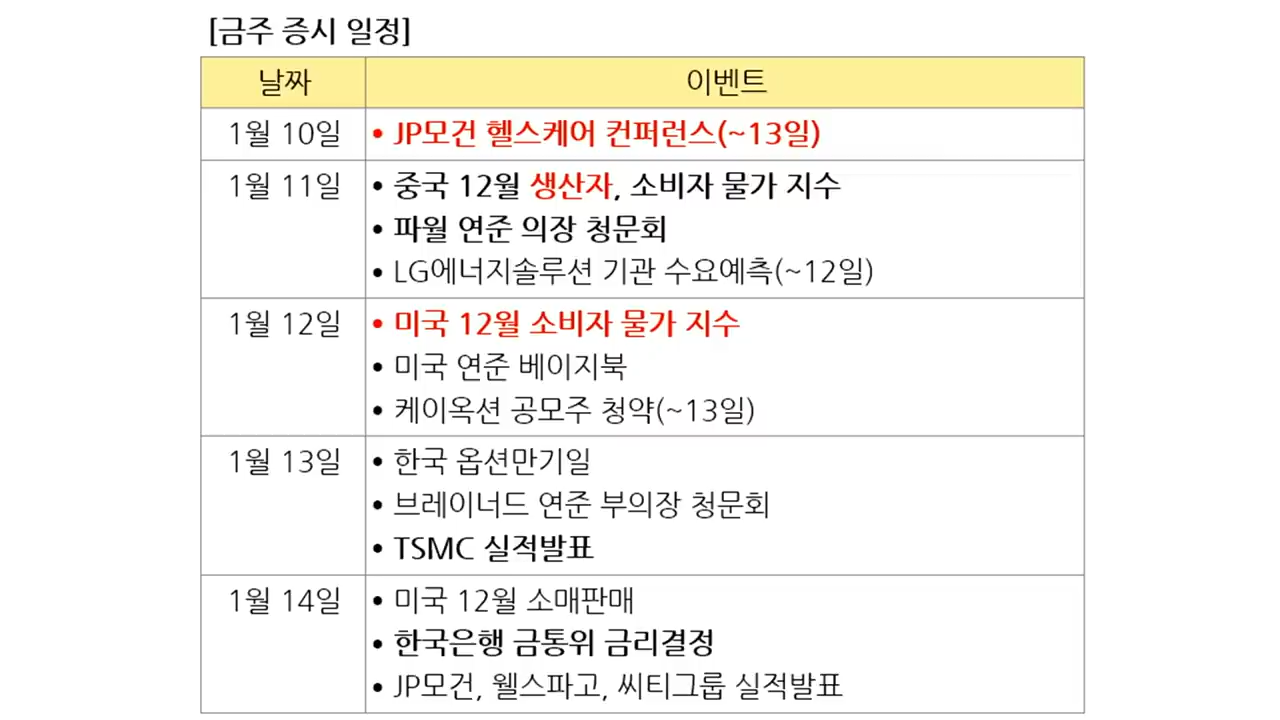 [금주 증시 일정]
날짜 이벤트
1월 10일 • JP모건 헬스케어 컨퍼런스(~13일)
1월 11일 • 중국 12월 생산자, 소비자 물가 지수
• 파월 연준 의장 청문회
• LG에너지솔루션 기관 수요예측(~12일)
1월 12일 • 미국 12월 소비자 물가 지수
• 미국 연준 베이지북
• 케이옥션 공모주 청약(~13일)
1월 13일 • 한국 옵션만기일
• 브레이너드 연준 부의장 청문회
• TSMC 실적발표
1월 14일 • 미국 12월 소매판매
• 한국은행 금통위 금리결정
• JP모건, 웰스파고, 씨티그룹 실적발표